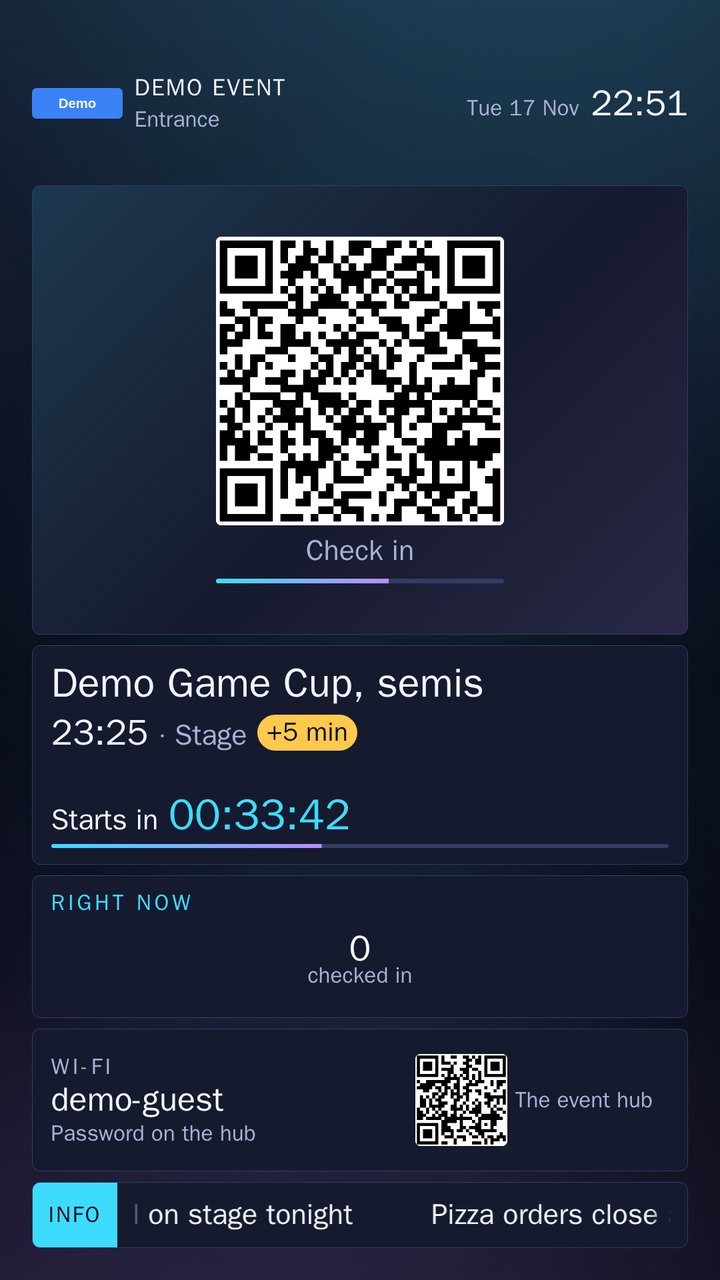 Demo
DEMO EVENT
Entrance
Tue 17 Nov 22:51
Check in
Demo Game Cup, semis
23:25 · Stage +5 min
Starts in 00:33:42
RIGHT NOW
0
checked in
WI-FI
demo-guest
Password on the hub
The event hub
INFO
on stage tonight
Pizza orders close